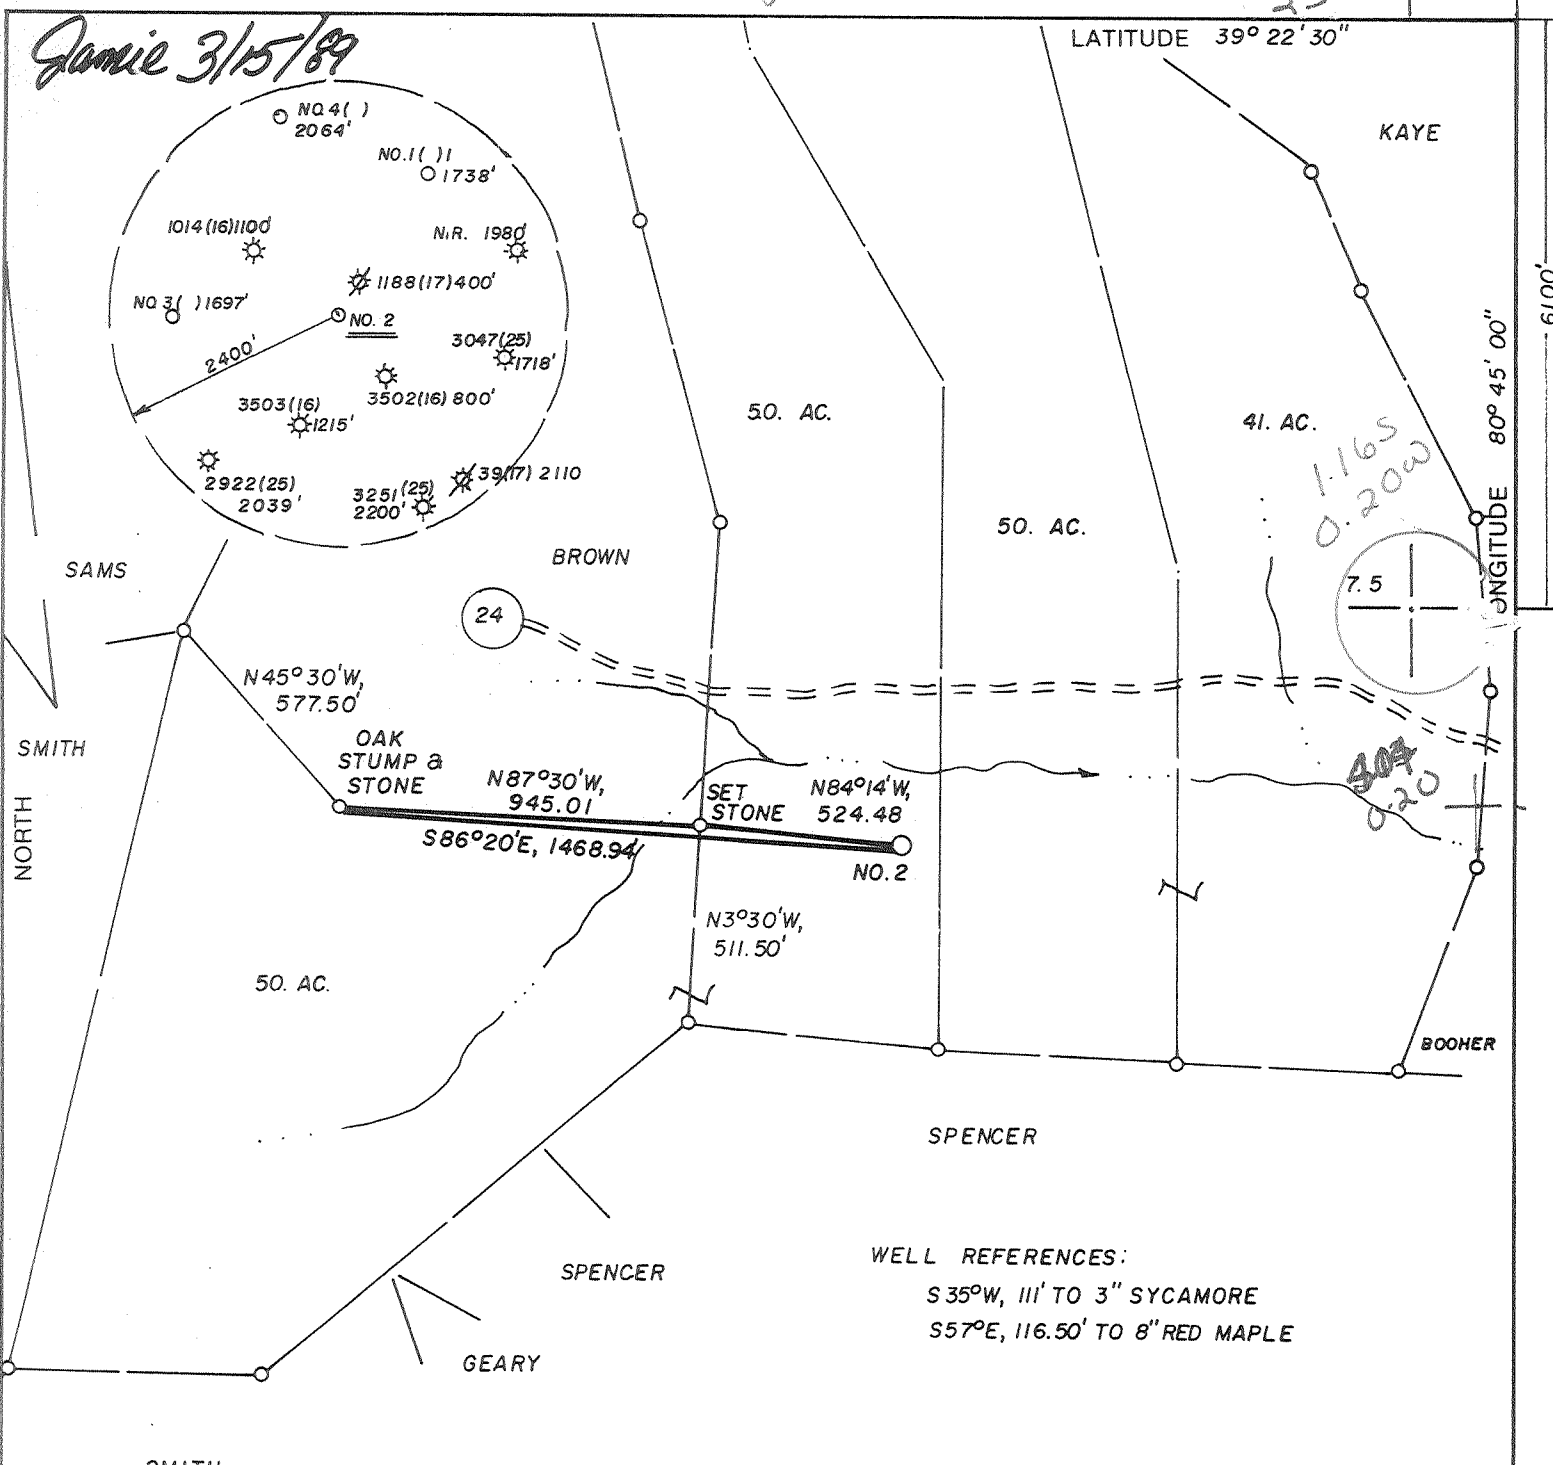 Jamie 3/15/89
LATITUDE 39° 22' 30"
KAYE
NO. 4 ( )
2064'
NO. 1 ( ) 1
1738'
1014 (16) 1100'
N.R. 1980'
1188 (17) 400'
NO. 3 ( ) 1697'
NO. 2
2400'
3047 (25)
1718'
3502 (16) 800'
3503 (16)
1215'
2922 (25)
2039'
3251 (25)
2200'
39 (17) 2110
6100'
LONGITUDE 80° 45' 00"
50. AC.
41. AC.
1.16 S
0.20 W
50. AC.
BROWN
SAMS
7.5
24
N45°30'W,
577.50'
SMITH
OAK
STUMP &
STONE
N87°30'W,
945.01
SET
STONE
N84°14'W,
524.48
0.20
S86°20'E, 1468.94'
NO. 2
NORTH
N3°30'W,
511.50'
50. AC.
BOOHER
SPENCER
SPENCER
WELL REFERENCES:
S35°W, 111' TO 3" SYCAMORE
S57°E, 116.50' TO 8" RED MAPLE
GEARY
SMITH